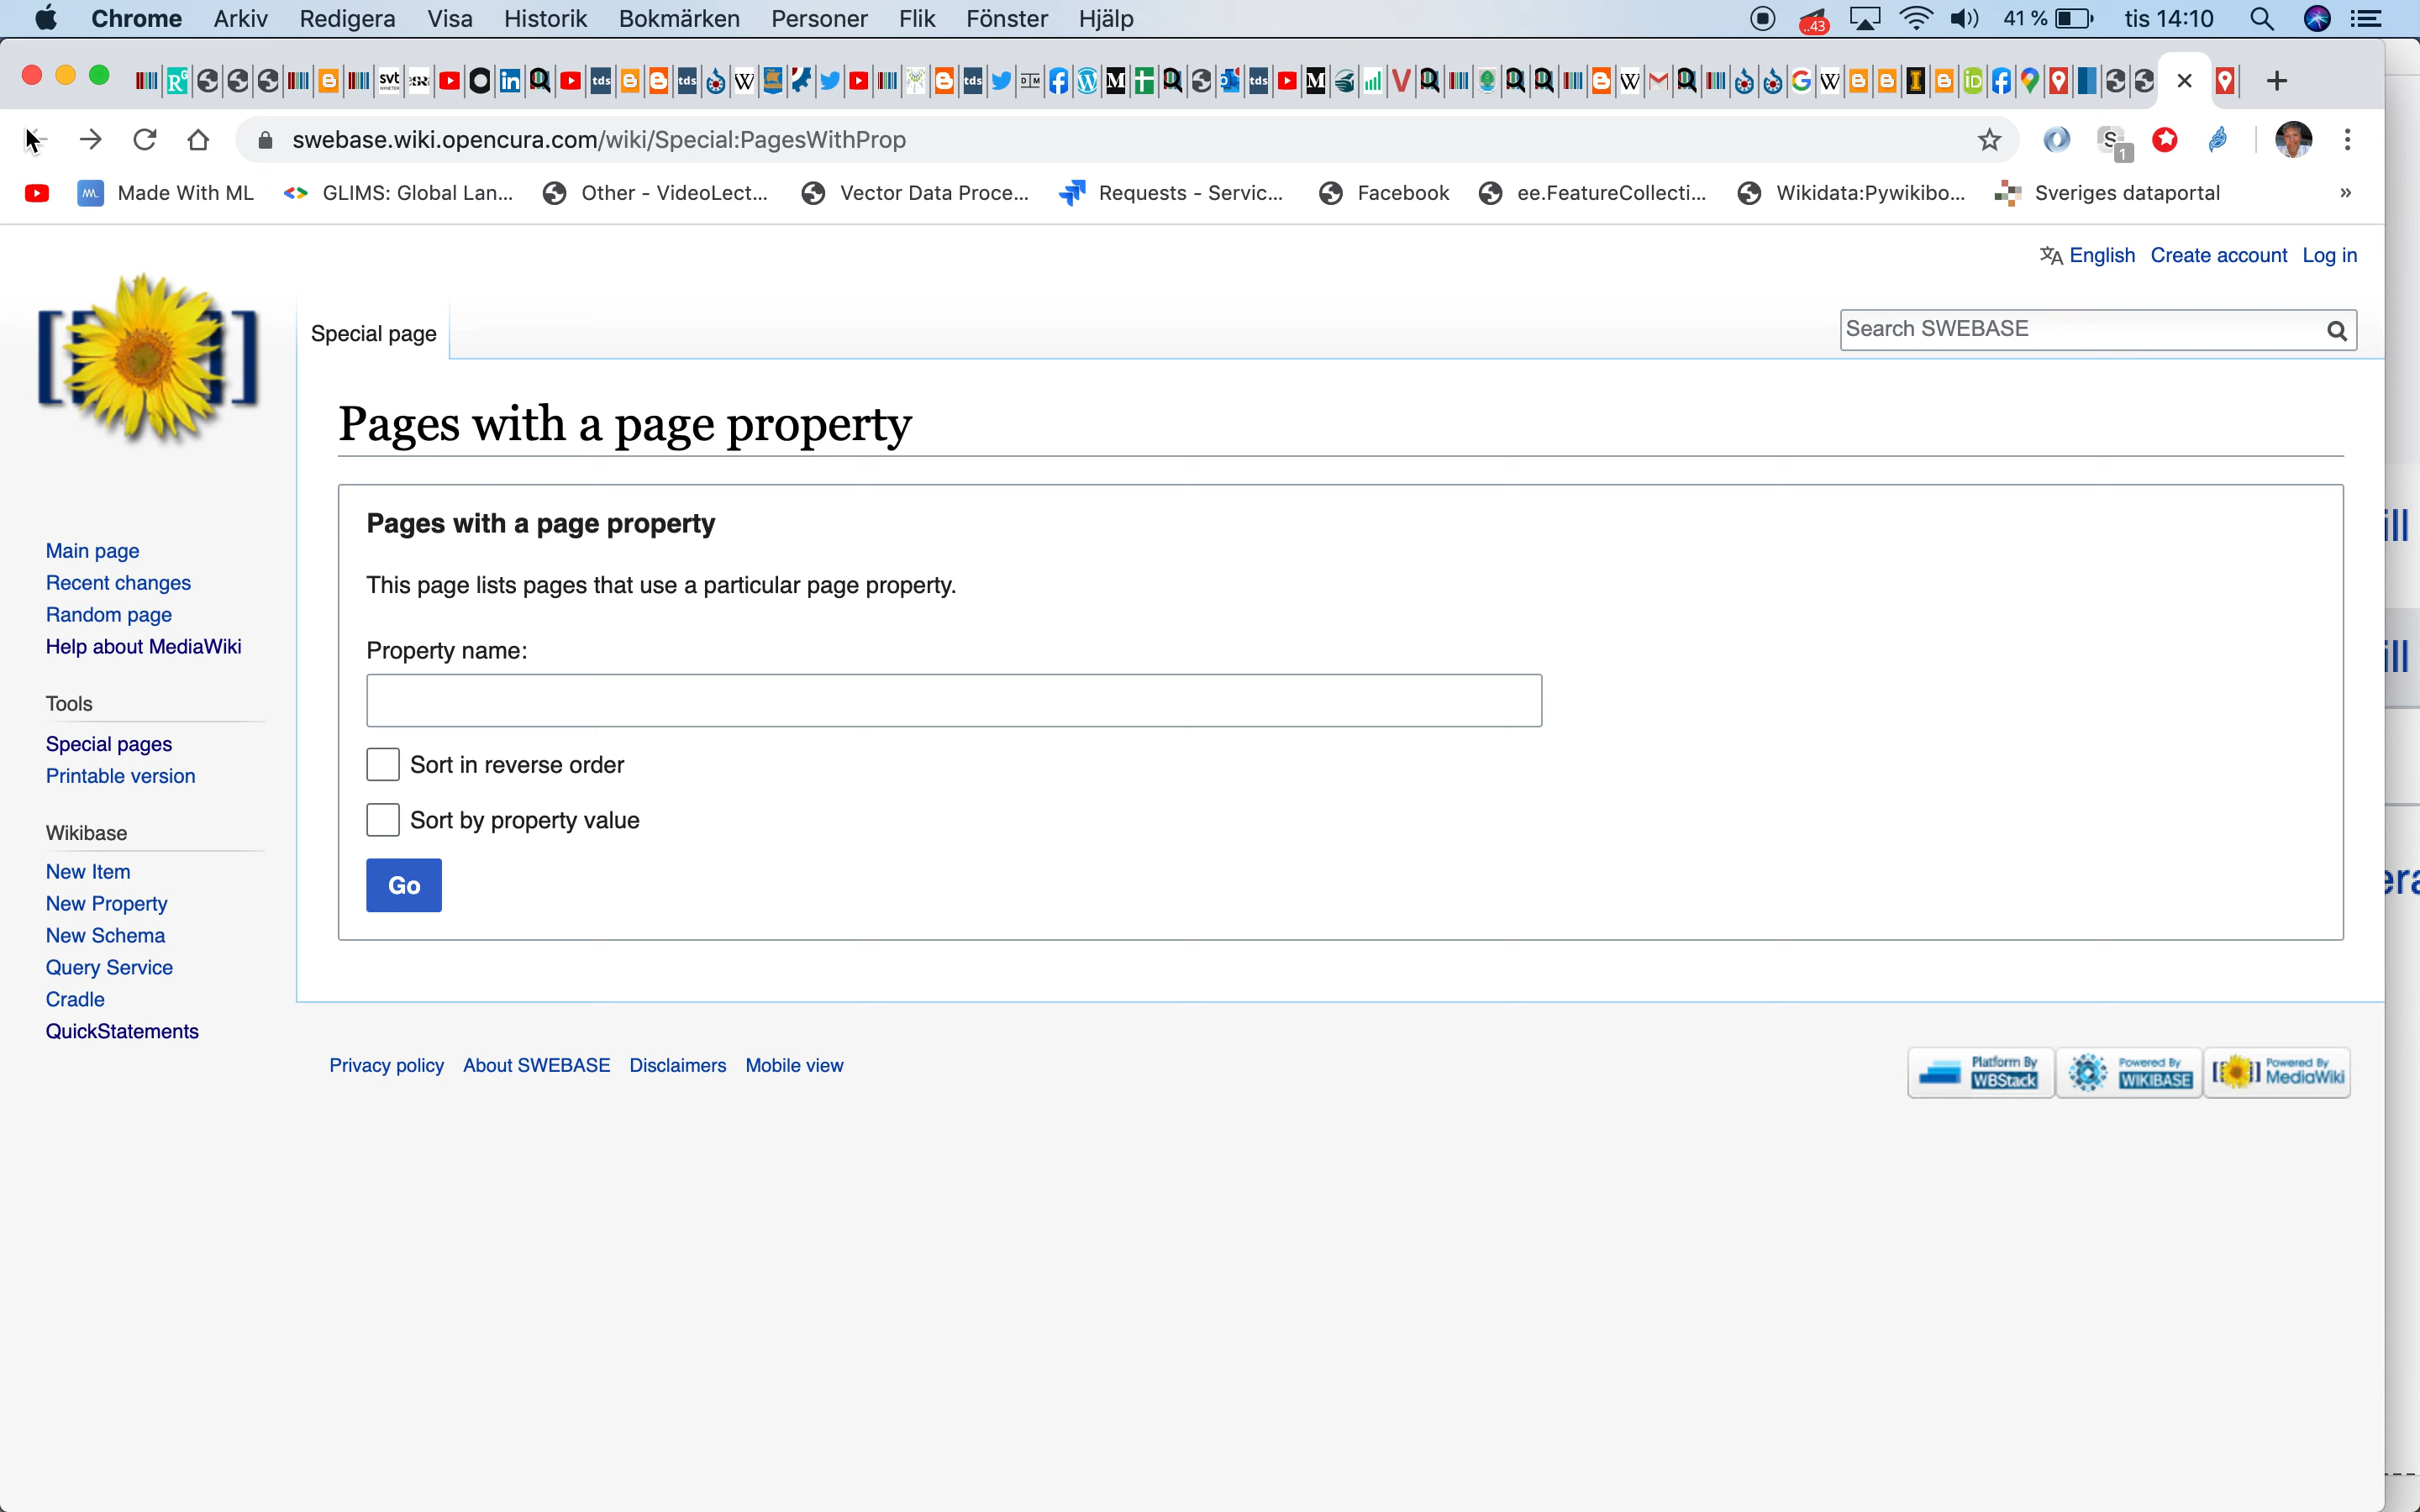 Chrome Arkiv Redigera Visa Historik Bokmärken Personer Flik Fönster Hjälp ..43 41 % tis 14:10
swebase.wiki.opencura.com/wiki/Special:PagesWithProp
Made With ML GLIMS: Global Lan... Other - VideoLect... Vector Data Proce... Requests - Servic... Facebook ee.FeatureCollecti... Wikidata:Pywikibo... Sveriges dataportal »
English Create account Log in
Special page
Search SWEBASE
Pages with a page property
Pages with a page property
This page lists pages that use a particular page property.
Property name:
Sort in reverse order
Sort by property value
Go
Main page
Recent changes
Random page
Help about MediaWiki
Tools
Special pages
Printable version
Wikibase
New Item
New Property
New Schema
Query Service
Cradle
QuickStatements
Privacy policy About SWEBASE Disclaimers Mobile view
Platform By
WBStack
Powered By
WIKIBASE
Powered By
MediaWiki